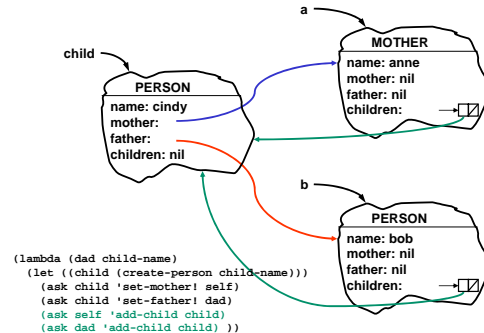 a
MOTHER
name: anne
mother: nil
father: nil
children:
child
PERSON
name: cindy
mother:
father:
children: nil
b
PERSON
name: bob
mother: nil
father: nil
children:
(lambda (dad child-name)
(let ((child (create-person child-name)))
(ask child 'set-mother! self)
(ask child 'set-father! dad)
(ask self 'add-child child)
(ask dad 'add-child child) ))